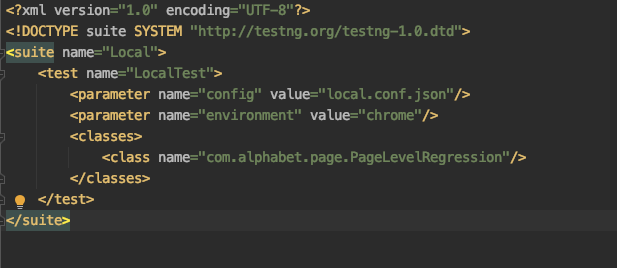 <?xml version="1.0" encoding="UTF-8"?>
<!DOCTYPE suite SYSTEM "http://testng.org/testng-1.0.dtd">
<suite name="Local">
    <test name="LocalTest">
        <parameter name="config" value="local.conf.json"/>
        <parameter name="environment" value="chrome"/>
        <classes>
            <class name="com.alphabet.page.PageLevelRegression"/>
        </classes>
    </test>
</suite>